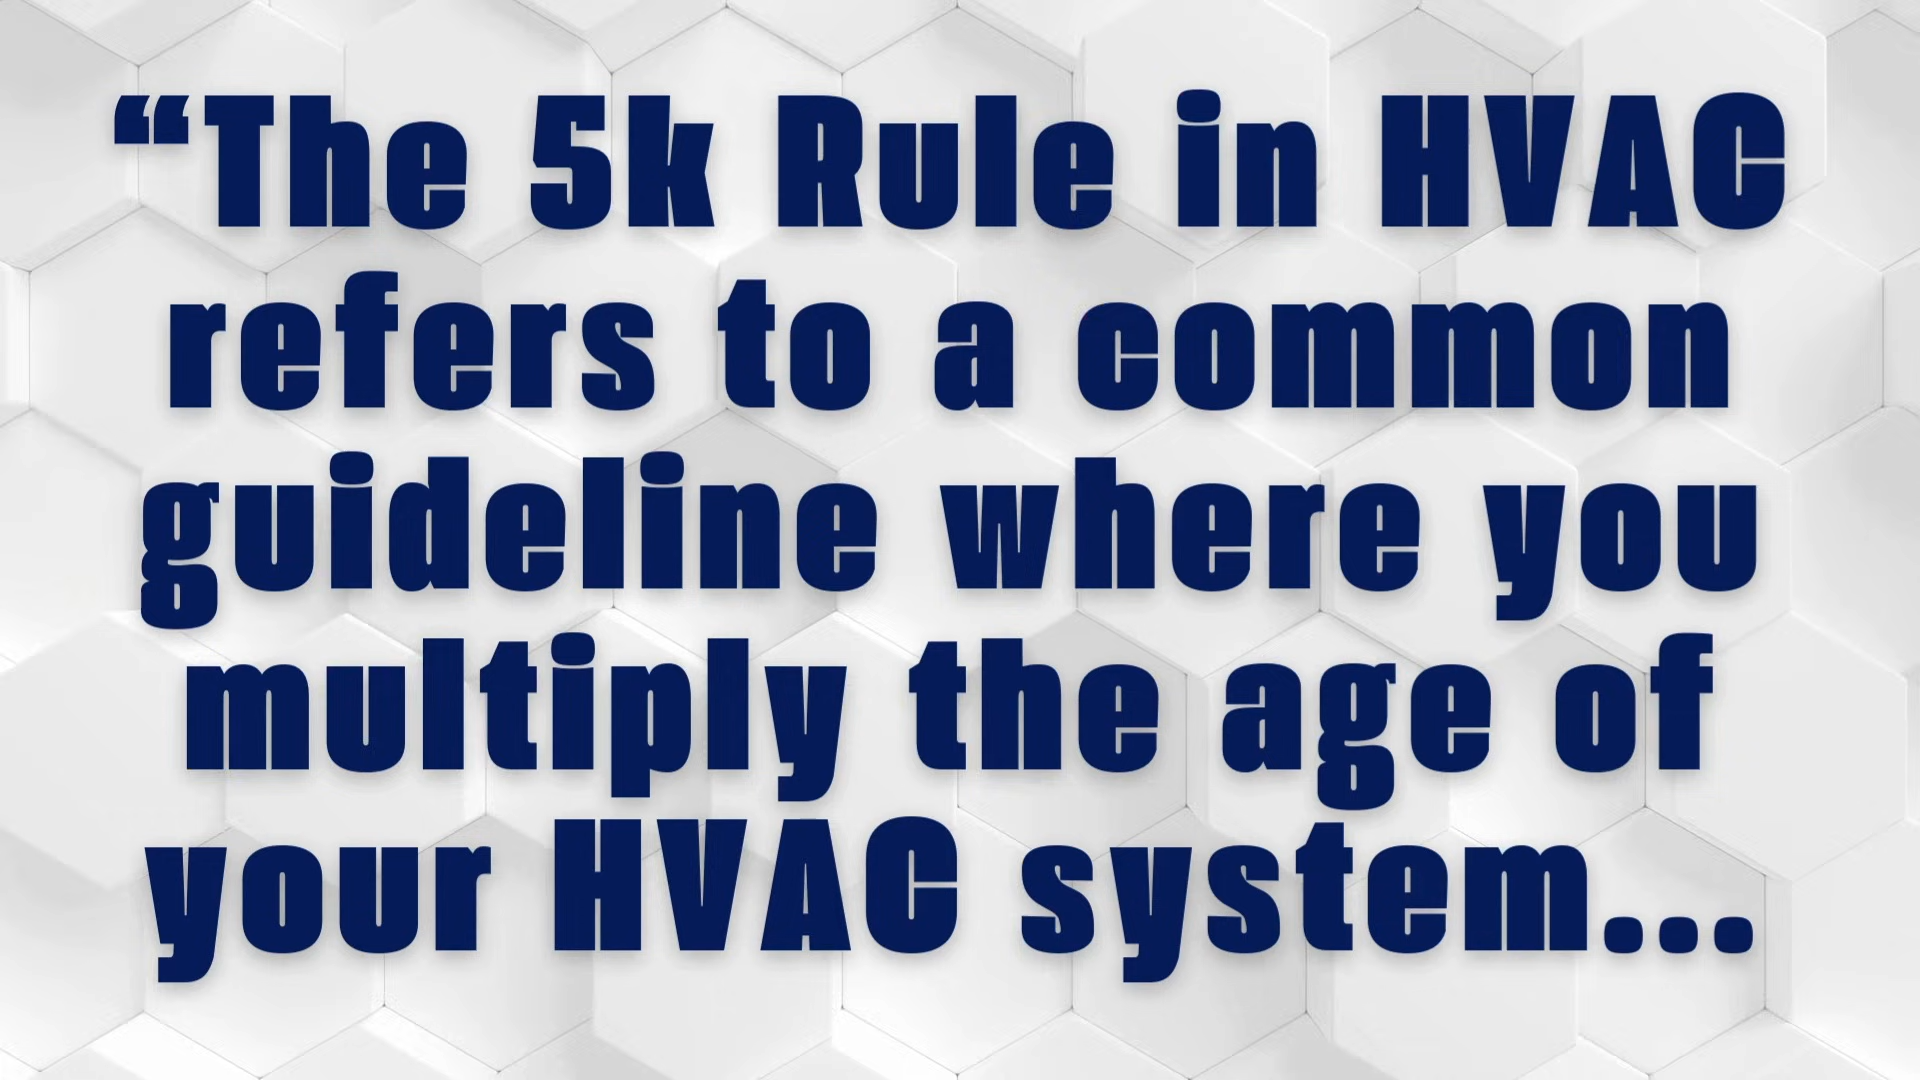 “The 5k Rule in HVAC
refers to a common
guideline where you
multiply the age of
your HVAC system...